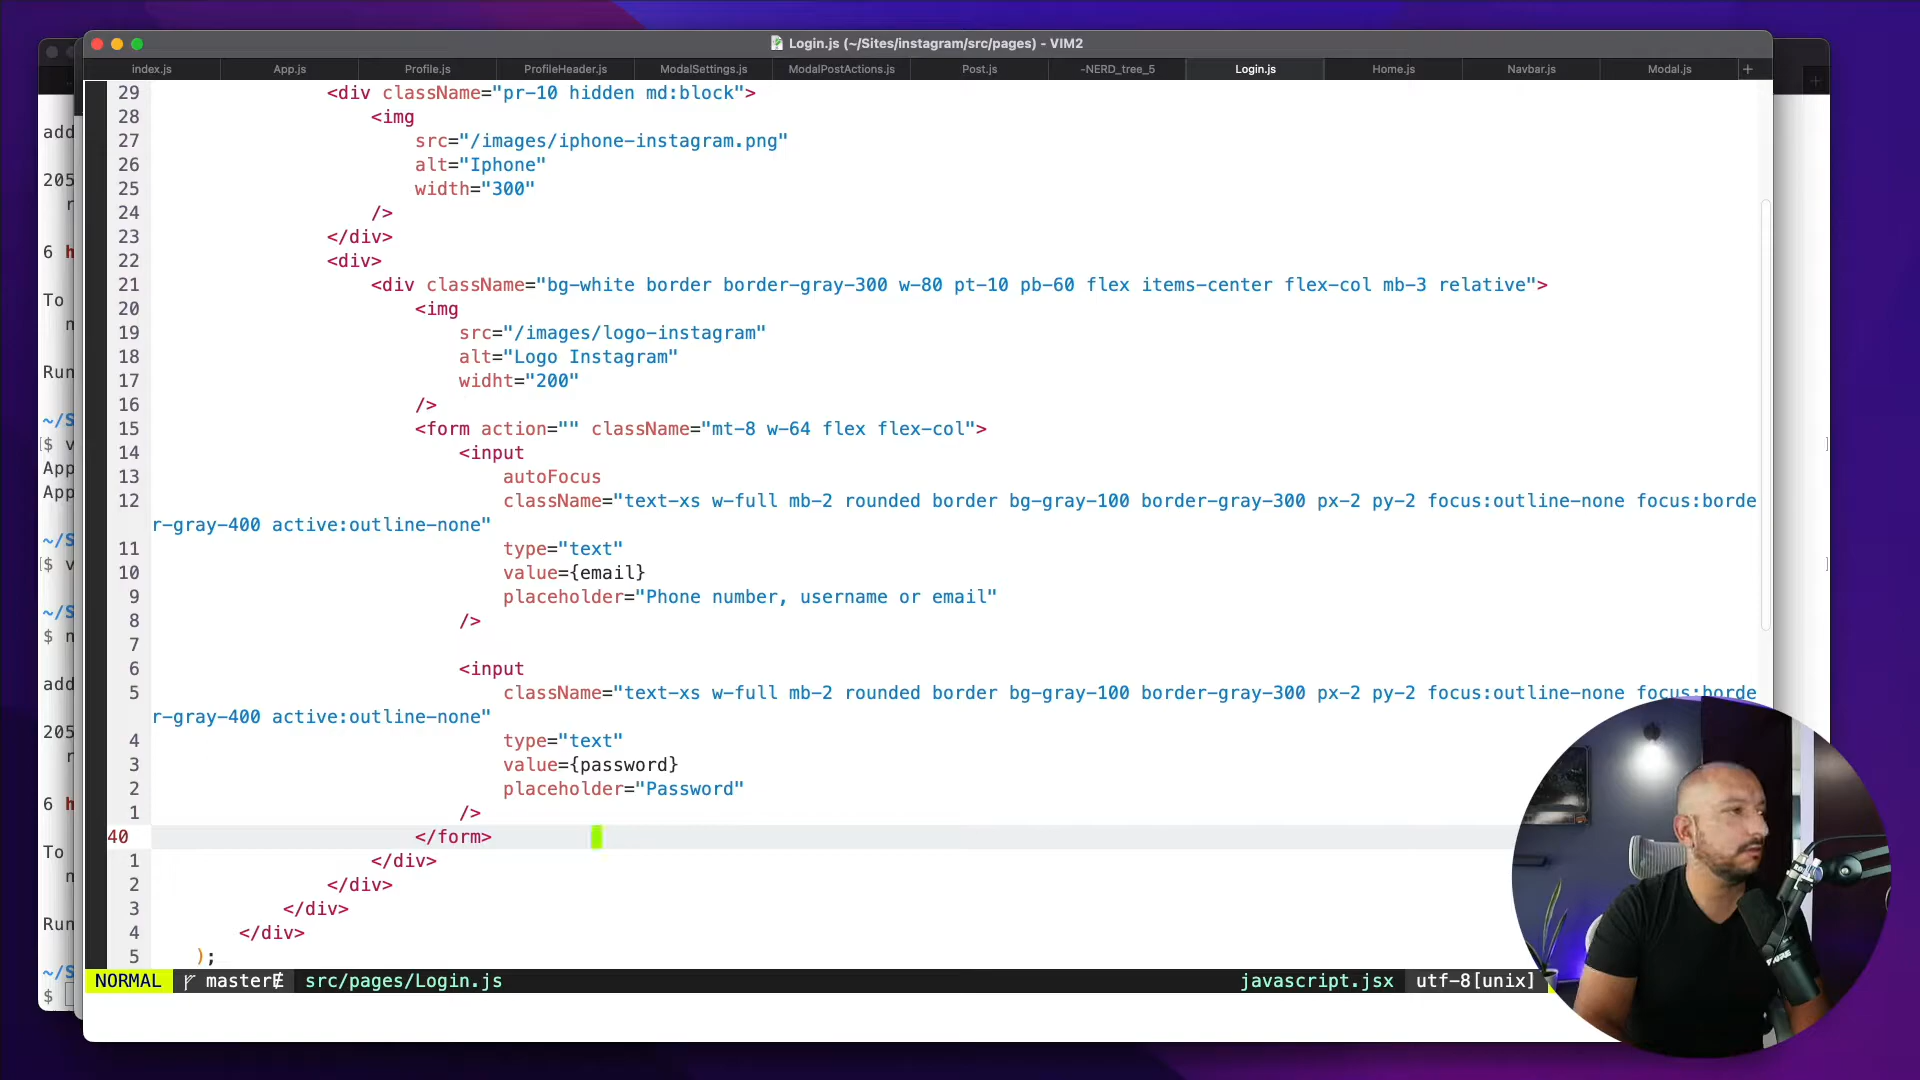 Login.js (~/Sites/instagram/src/pages) - VIM2
index.js App.js Profile.js ProfileHeader.js ModalSettings.js ModalPostActions.js Post.js -NERD_tree_5 Login.js Home.js Navbar.js Modal.js +
29 <div className="pr-10 hidden md:block">
28 <img
27 src="/images/iphone-instagram.png"
26 alt="Iphone"
25 width="300"
24 />
23 </div>
22 <div>
21 <div className="bg-white border border-gray-300 w-80 pt-10 pb-60 flex items-center flex-col mb-3 relative">
20 <img
19 src="/images/logo-instagram"
18 alt="Logo Instagram"
17 widht="200"
16 />
15 <form action="" className="mt-8 w-64 flex flex-col">
14 <input
13 autoFocus
12 className="text-xs w-full mb-2 rounded border bg-gray-100 border-gray-300 px-2 py-2 focus:outline-none focus:borde
r-gray-400 active:outline-none"
11 type="text"
10 value={email}
9 placeholder="Phone number, username or email"
8 />
7
6 <input
5 className="text-xs w-full mb-2 rounded border bg-gray-100 border-gray-300 px-2 py-2 focus:outline-none focus:borde
r-gray-400 active:outline-none"
4 type="text"
3 value={password}
2 placeholder="Password"
1 />
40 </form>
1 </div>
2 </div>
3 </div>
4 </div>
5 );
NORMAL master src/pages/Login.js javascript.jsx utf-8[unix]
add
205
r
6 h
To
n
Run
~/S
[$ v
App
App
~/S
[$ v
~/S
$ n
add
205
r
6 h
To
n
Run
~/S
$